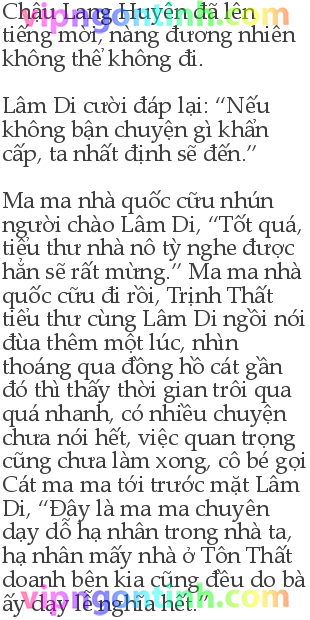 Châu Lang Huyên đã lên
tiếng mời, nàng đương nhiên
không thể không đi.
Lâm Di cười đáp lại: “Nếu
không bận chuyện gì khẩn
cấp, ta nhất định sẽ đến.”
Ma ma nhà quốc cữu nhún
người chào Lâm Di, “Tốt quá,
tiểu thư nhà nô tỳ nghe được
hẳn sẽ rất mừng.” Ma ma nhà
quốc cữu đi rồi, Trịnh Thất
tiểu thư cùng Lâm Di ngồi nói
đùa thêm một lúc, nhìn
thoáng qua đồng hồ cát gần
đó thì thấy thời gian trôi qua
quá nhanh, có nhiều chuyện
chưa nói hết, việc quan trọng
cũng chưa làm xong, cô bé gọi
Cát ma ma tới trước mặt Lâm
Di, “Đây là ma ma chuyên
dạy dỗ hạ nhân trong nhà ta,
hạ nhân mấy nhà ở Tôn Thất
doanh bên kia cũng đều do bà
ấy dạy lễ nghĩa hết.”
vipngontinh.com
vipngontinh.com